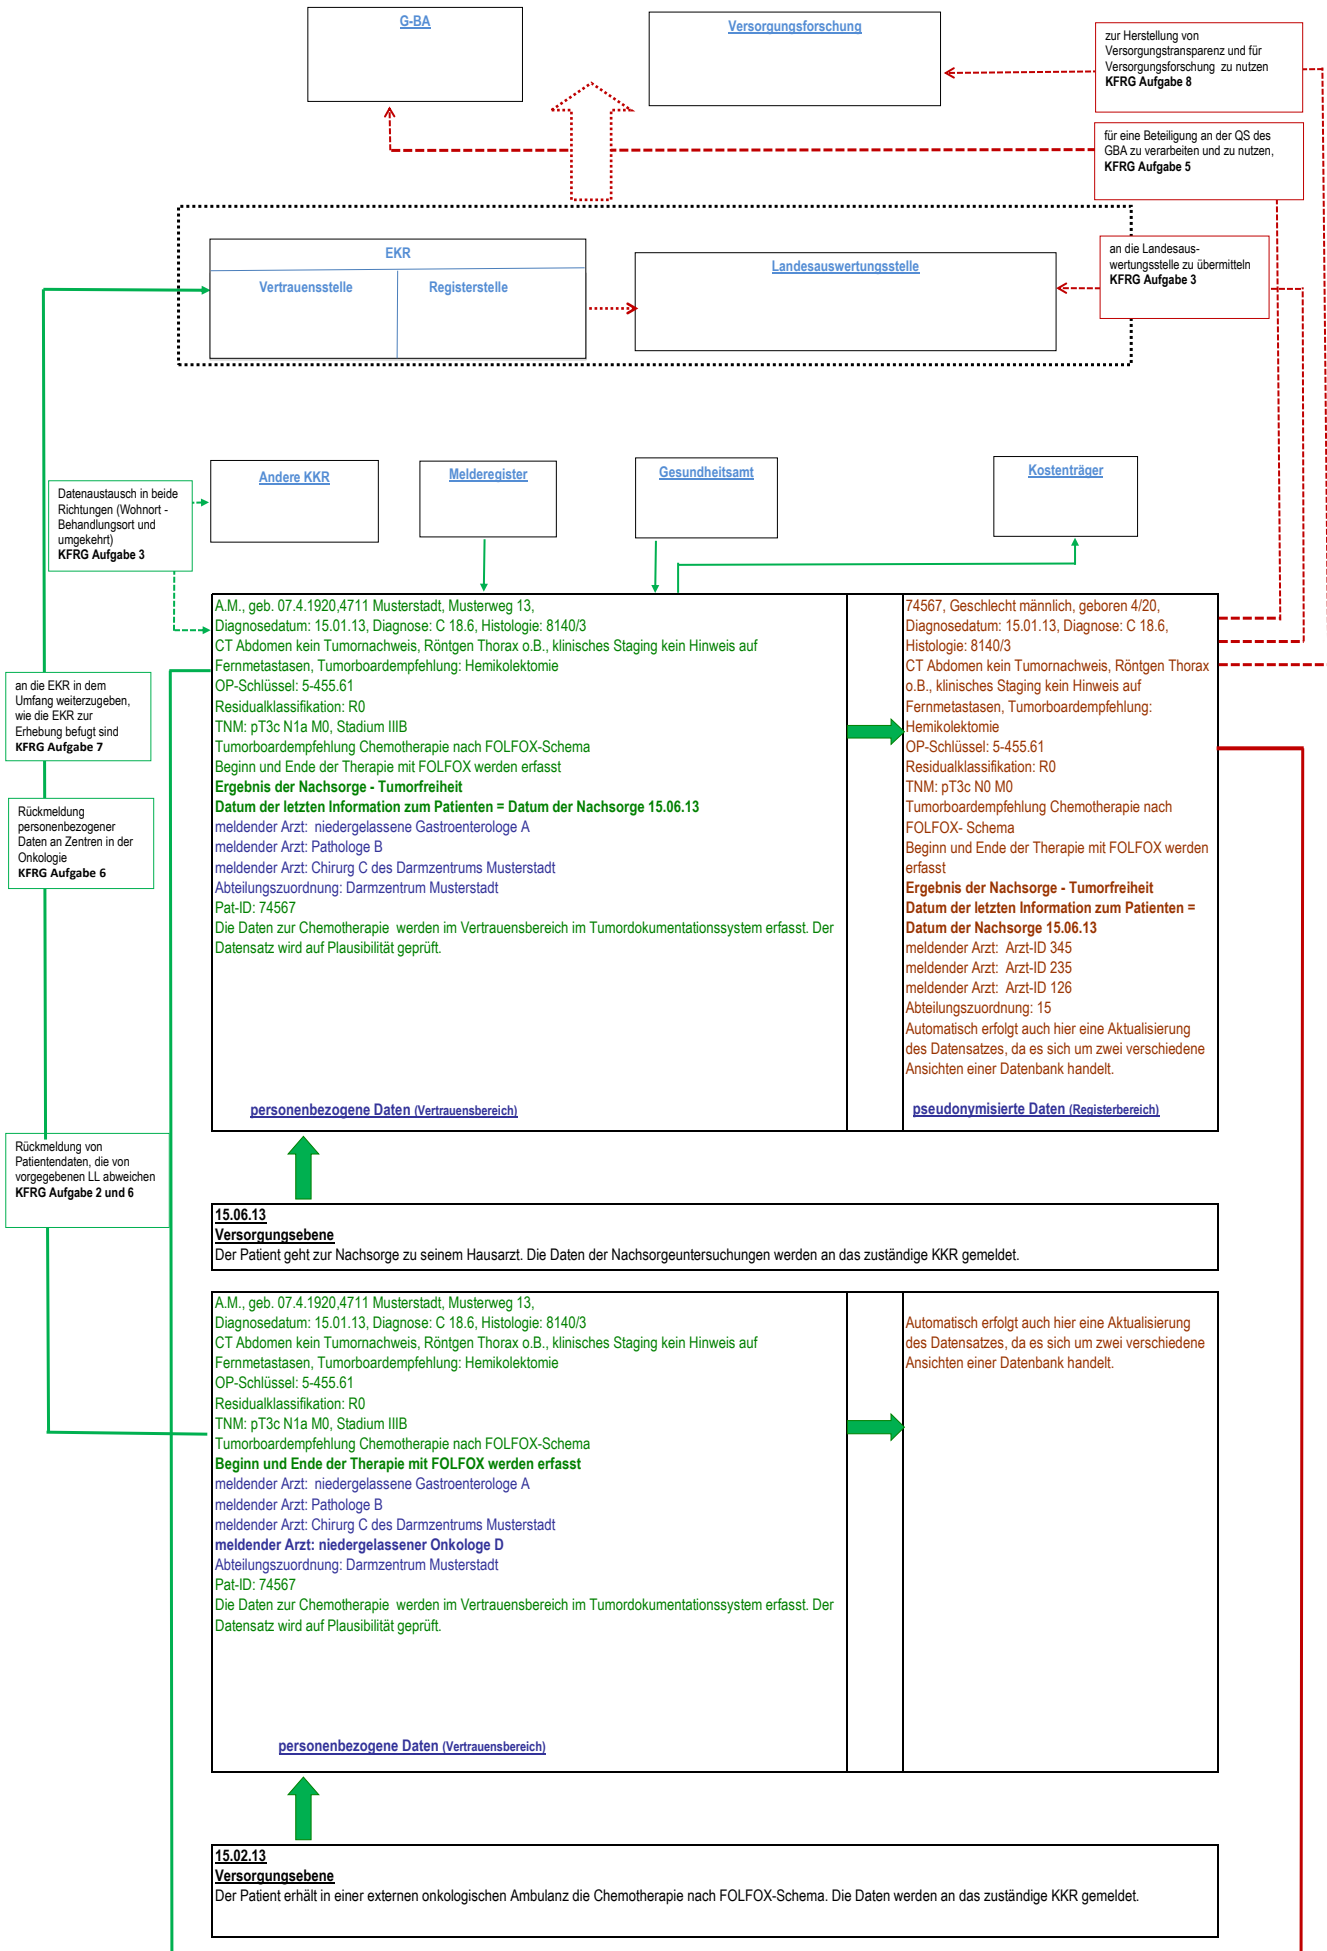 G-BA
Versorgungsforschung
zur Herstellung von
Versorgungstransparenz und für
Versorgungsforschung zu nutzen
KFRG Aufgabe 8
für eine Beteiligung an der QS des
GBA zu verarbeiten und zu nutzen,
KFRG Aufgabe 5
EKR
Vertrauensstelle
Registerstelle
Landesauswertungsstelle
an die Landesaus-
wertungsstelle zu übermitteln
KFRG Aufgabe 3
Andere KKR
Melderegister
Gesundheitsamt
Kostenträger
Datenaustausch in beide
Richtungen (Wohnort -
Behandlungsort und
umgekehrt)
KFRG Aufgabe 3
an die EKR in dem
Umfang weiterzugeben,
wie die EKR zur
Erhebung befugt sind
KFRG Aufgabe 7
Rückmeldung
personenbezogener
Daten an Zentren in der
Onkologie
KFRG Aufgabe 6
Rückmeldung von
Patientendaten, die von
vorgegebenen LL abweichen
KFRG Aufgabe 2 und 6
A.M., geb. 07.4.1920,4711 Musterstadt, Musterweg 13,
Diagnosedatum: 15.01.13, Diagnose: C 18.6, Histologie: 8140/3
CT Abdomen kein Tumornachweis, Röntgen Thorax o.B., klinisches Staging kein Hinweis auf
Fernmetastasen, Tumorboardempfehlung: Hemikolektomie
OP-Schlüssel: 5-455.61
Residualklassifikation: R0
TNM: pT3c N1a M0, Stadium IIIB
Tumorboardempfehlung Chemotherapie nach FOLFOX-Schema
Beginn und Ende der Therapie mit FOLFOX werden erfasst
Ergebnis der Nachsorge - Tumorfreiheit
Datum der letzten Information zum Patienten = Datum der Nachsorge 15.06.13
meldender Arzt: niedergelassene Gastroenterologe A
meldender Arzt: Pathologe B
meldender Arzt: Chirurg C des Darmzentrums Musterstadt
Abteilungszuordnung: Darmzentrum Musterstadt
Pat-ID: 74567
Die Daten zur Chemotherapie werden im Vertrauensbereich im Tumordokumentationssystem erfasst. Der
Datensatz wird auf Plausibilität geprüft.
personenbezogene Daten (Vertrauensbereich)
74567, Geschlecht männlich, geboren 4/20,
Diagnosedatum: 15.01.13, Diagnose: C 18.6,
Histologie: 8140/3
CT Abdomen kein Tumornachweis, Röntgen Thorax
o.B., klinisches Staging kein Hinweis auf
Fernmetastasen, Tumorboardempfehlung:
Hemikolektomie
OP-Schlüssel: 5-455.61
Residualklassifikation: R0
TNM: pT3c N0 M0
Tumorboardempfehlung Chemotherapie nach
FOLFOX- Schema
Beginn und Ende der Therapie mit FOLFOX werden
erfasst
Ergebnis der Nachsorge - Tumorfreiheit
Datum der letzten Information zum Patienten =
Datum der Nachsorge 15.06.13
meldender Arzt: Arzt-ID 345
meldender Arzt: Arzt-ID 235
meldender Arzt: Arzt-ID 126
Abteilungszuordnung: 15
Automatisch erfolgt auch hier eine Aktualisierung
des Datensatzes, da es sich um zwei verschiedene
Ansichten einer Datenbank handelt.
pseudonymisierte Daten (Registerbereich)
15.06.13
Versorgungsebene
Der Patient geht zur Nachsorge zu seinem Hausarzt. Die Daten der Nachsorgeuntersuchungen werden an das zuständige KKR gemeldet.
A.M., geb. 07.4.1920,4711 Musterstadt, Musterweg 13,
Diagnosedatum: 15.01.13, Diagnose: C 18.6, Histologie: 8140/3
CT Abdomen kein Tumornachweis, Röntgen Thorax o.B., klinisches Staging kein Hinweis auf
Fernmetastasen, Tumorboardempfehlung: Hemikolektomie
OP-Schlüssel: 5-455.61
Residualklassifikation: R0
TNM: pT3c N1a M0, Stadium IIIB
Tumorboardempfehlung Chemotherapie nach FOLFOX-Schema
Beginn und Ende der Therapie mit FOLFOX werden erfasst
meldender Arzt: niedergelassene Gastroenterologe A
meldender Arzt: Pathologe B
meldender Arzt: Chirurg C des Darmzentrums Musterstadt
meldender Arzt: niedergelassener Onkologe D
Abteilungszuordnung: Darmzentrum Musterstadt
Pat-ID: 74567
Die Daten zur Chemotherapie werden im Vertrauensbereich im Tumordokumentationssystem erfasst. Der
Datensatz wird auf Plausibilität geprüft.
personenbezogene Daten (Vertrauensbereich)
Automatisch erfolgt auch hier eine Aktualisierung
des Datensatzes, da es sich um zwei verschiedene
Ansichten einer Datenbank handelt.
15.02.13
Versorgungsebene
Der Patient erhält in einer externen onkologischen Ambulanz die Chemotherapie nach FOLFOX-Schema. Die Daten werden an das zuständige KKR gemeldet.